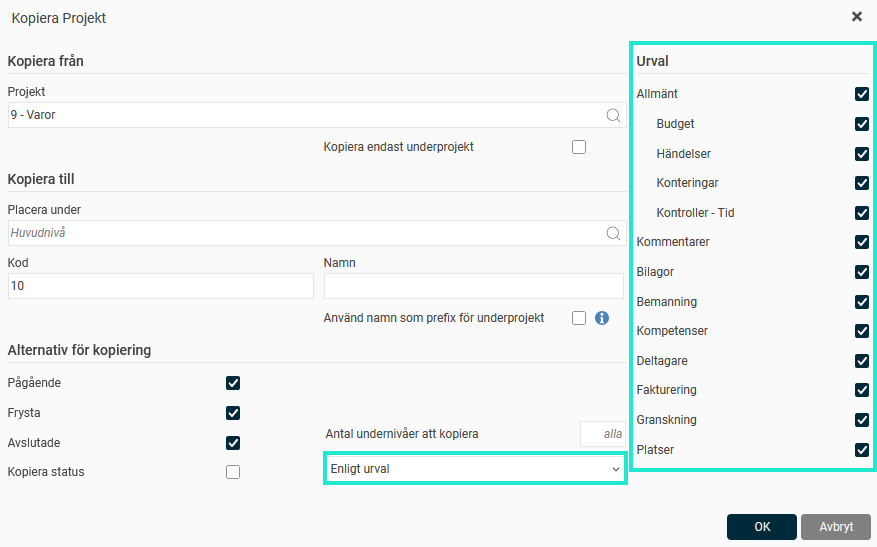 Kopiera Projekt
Kopiera från
Projekt
9 - Varor
Kopiera endast underprojekt
Kopiera till
Placera under
Huvudnivå
Kod
Namn
10
Använd namn som prefix för underprojekt
Alternativ för kopiering
Pågående
Frysta
Avslutade
Kopiera status
Antal undernivåer att kopiera
alla
Enligt urval
Urval
Allmänt
Budget
Händelser
Konteringar
Kontroller - Tid
Kommentarer
Bilagor
Bemanning
Kompetenser
Deltagare
Fakturering
Granskning
Platser
OK
Avbryt